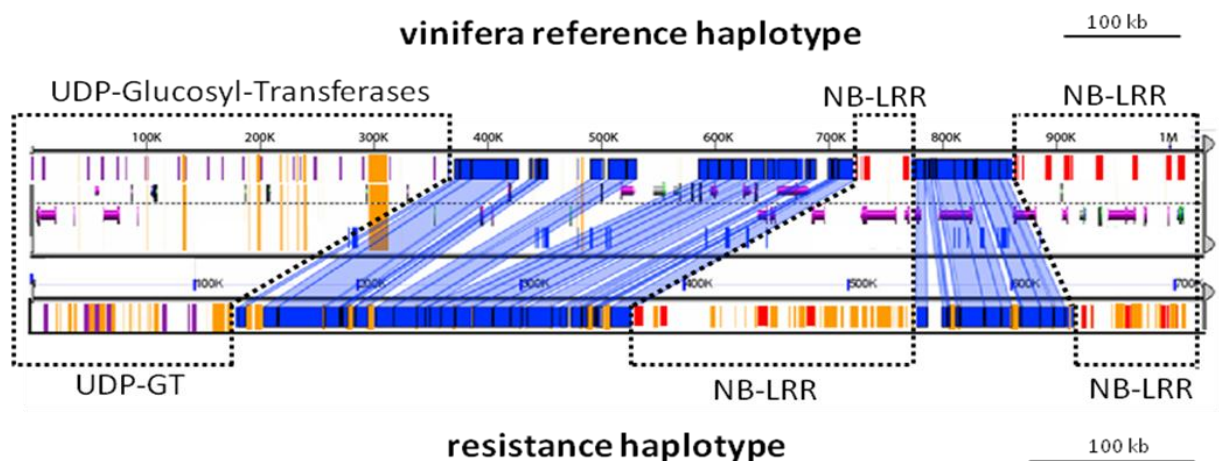 100 kb
vinifera reference haplotype
UDP-Glucosyl-Transferases
NB-LRR
NB-LRR
100K 200K 300K 400K 500K 600K 700K 800K 900K 1M
100K 200K 300K 400K 500K 600K 700K
UDP-GT
NB-LRR
NB-LRR
resistance haplotype
100 kb